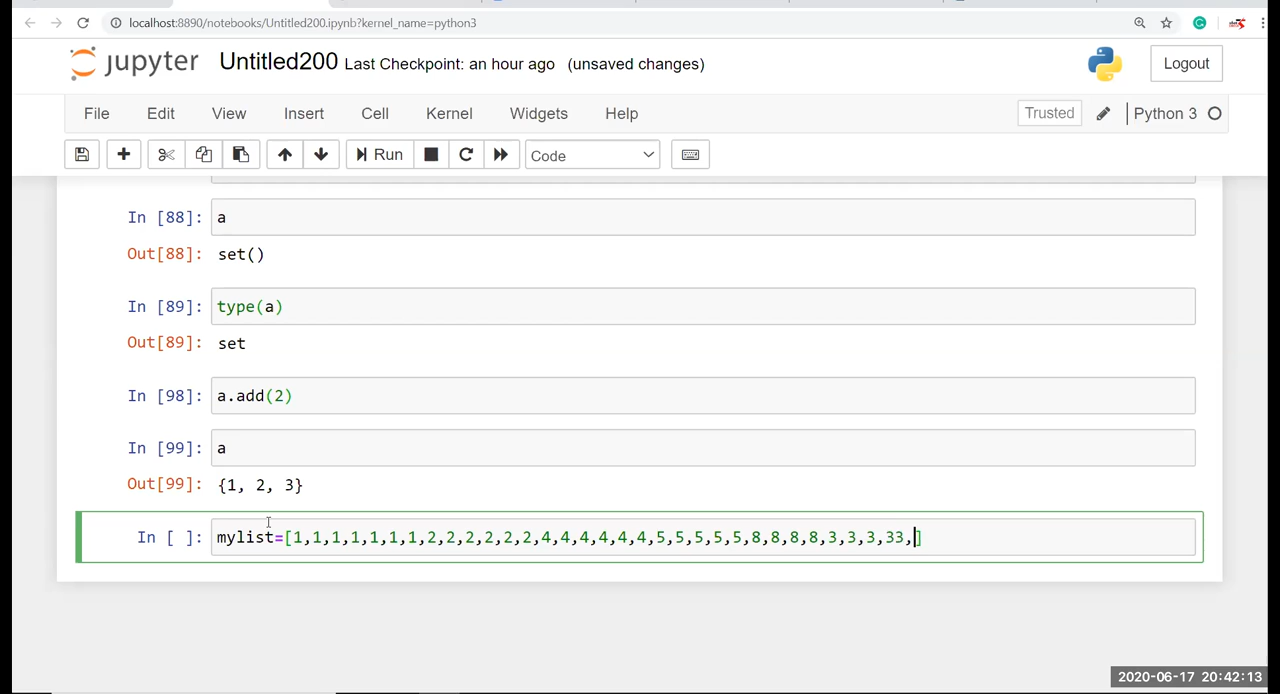 localhost:8890/notebooks/Untitled200.ipynb?kernel_name=python3
jupyter Untitled200 Last Checkpoint: an hour ago (unsaved changes) Logout
File Edit View Insert Cell Kernel Widgets Help Trusted Python 3
Run Code
In [88]: a
Out[88]: set()
In [89]: type(a)
Out[89]: set
In [98]: a.add(2)
In [99]: a
Out[99]: {1, 2, 3}
In [ ]: mylist=[1,1,1,1,1,1,1,2,2,2,2,2,2,4,4,4,4,4,4,5,5,5,5,5,8,8,8,8,3,3,3,33,]
2020-06-17 20:42:13